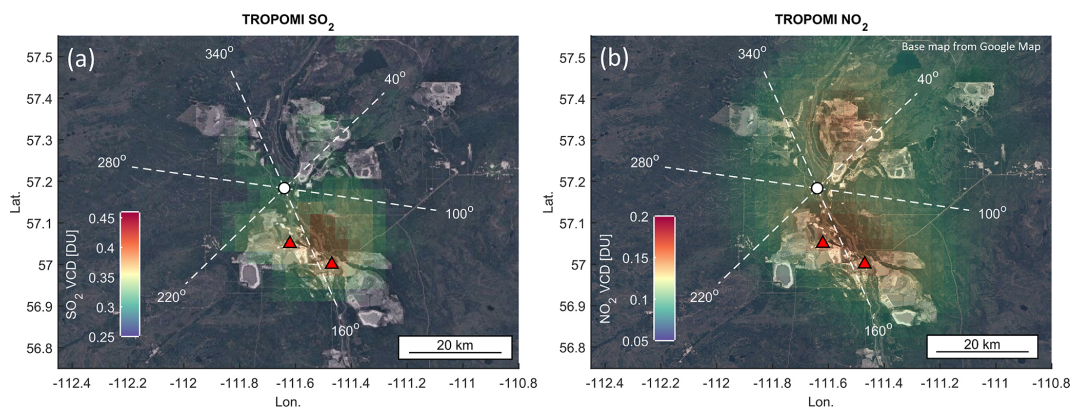 TROPOMI SO2
(a)
340°
40°
280°
100°
220°
160°
57.5
57.4
57.3
57.2
57.1
57
56.9
56.8
Lat.
0.45
0.4
0.35
0.3
0.25
SO2 VCD [DU]
20 km
-112.4 -112.2 -112 -111.8 -111.6 -111.4 -111.2 -111 -110.8
Lon.
TROPOMI NO2
(b)
Base map from Google Map
340°
40°
280°
100°
220°
160°
57.5
57.4
57.3
57.2
57.1
57
56.9
56.8
Lat.
0.2
0.15
0.1
0.05
NO2 VCD [DU]
20 km
-112.4 -112.2 -112 -111.8 -111.6 -111.4 -111.2 -111 -110.8
Lon.